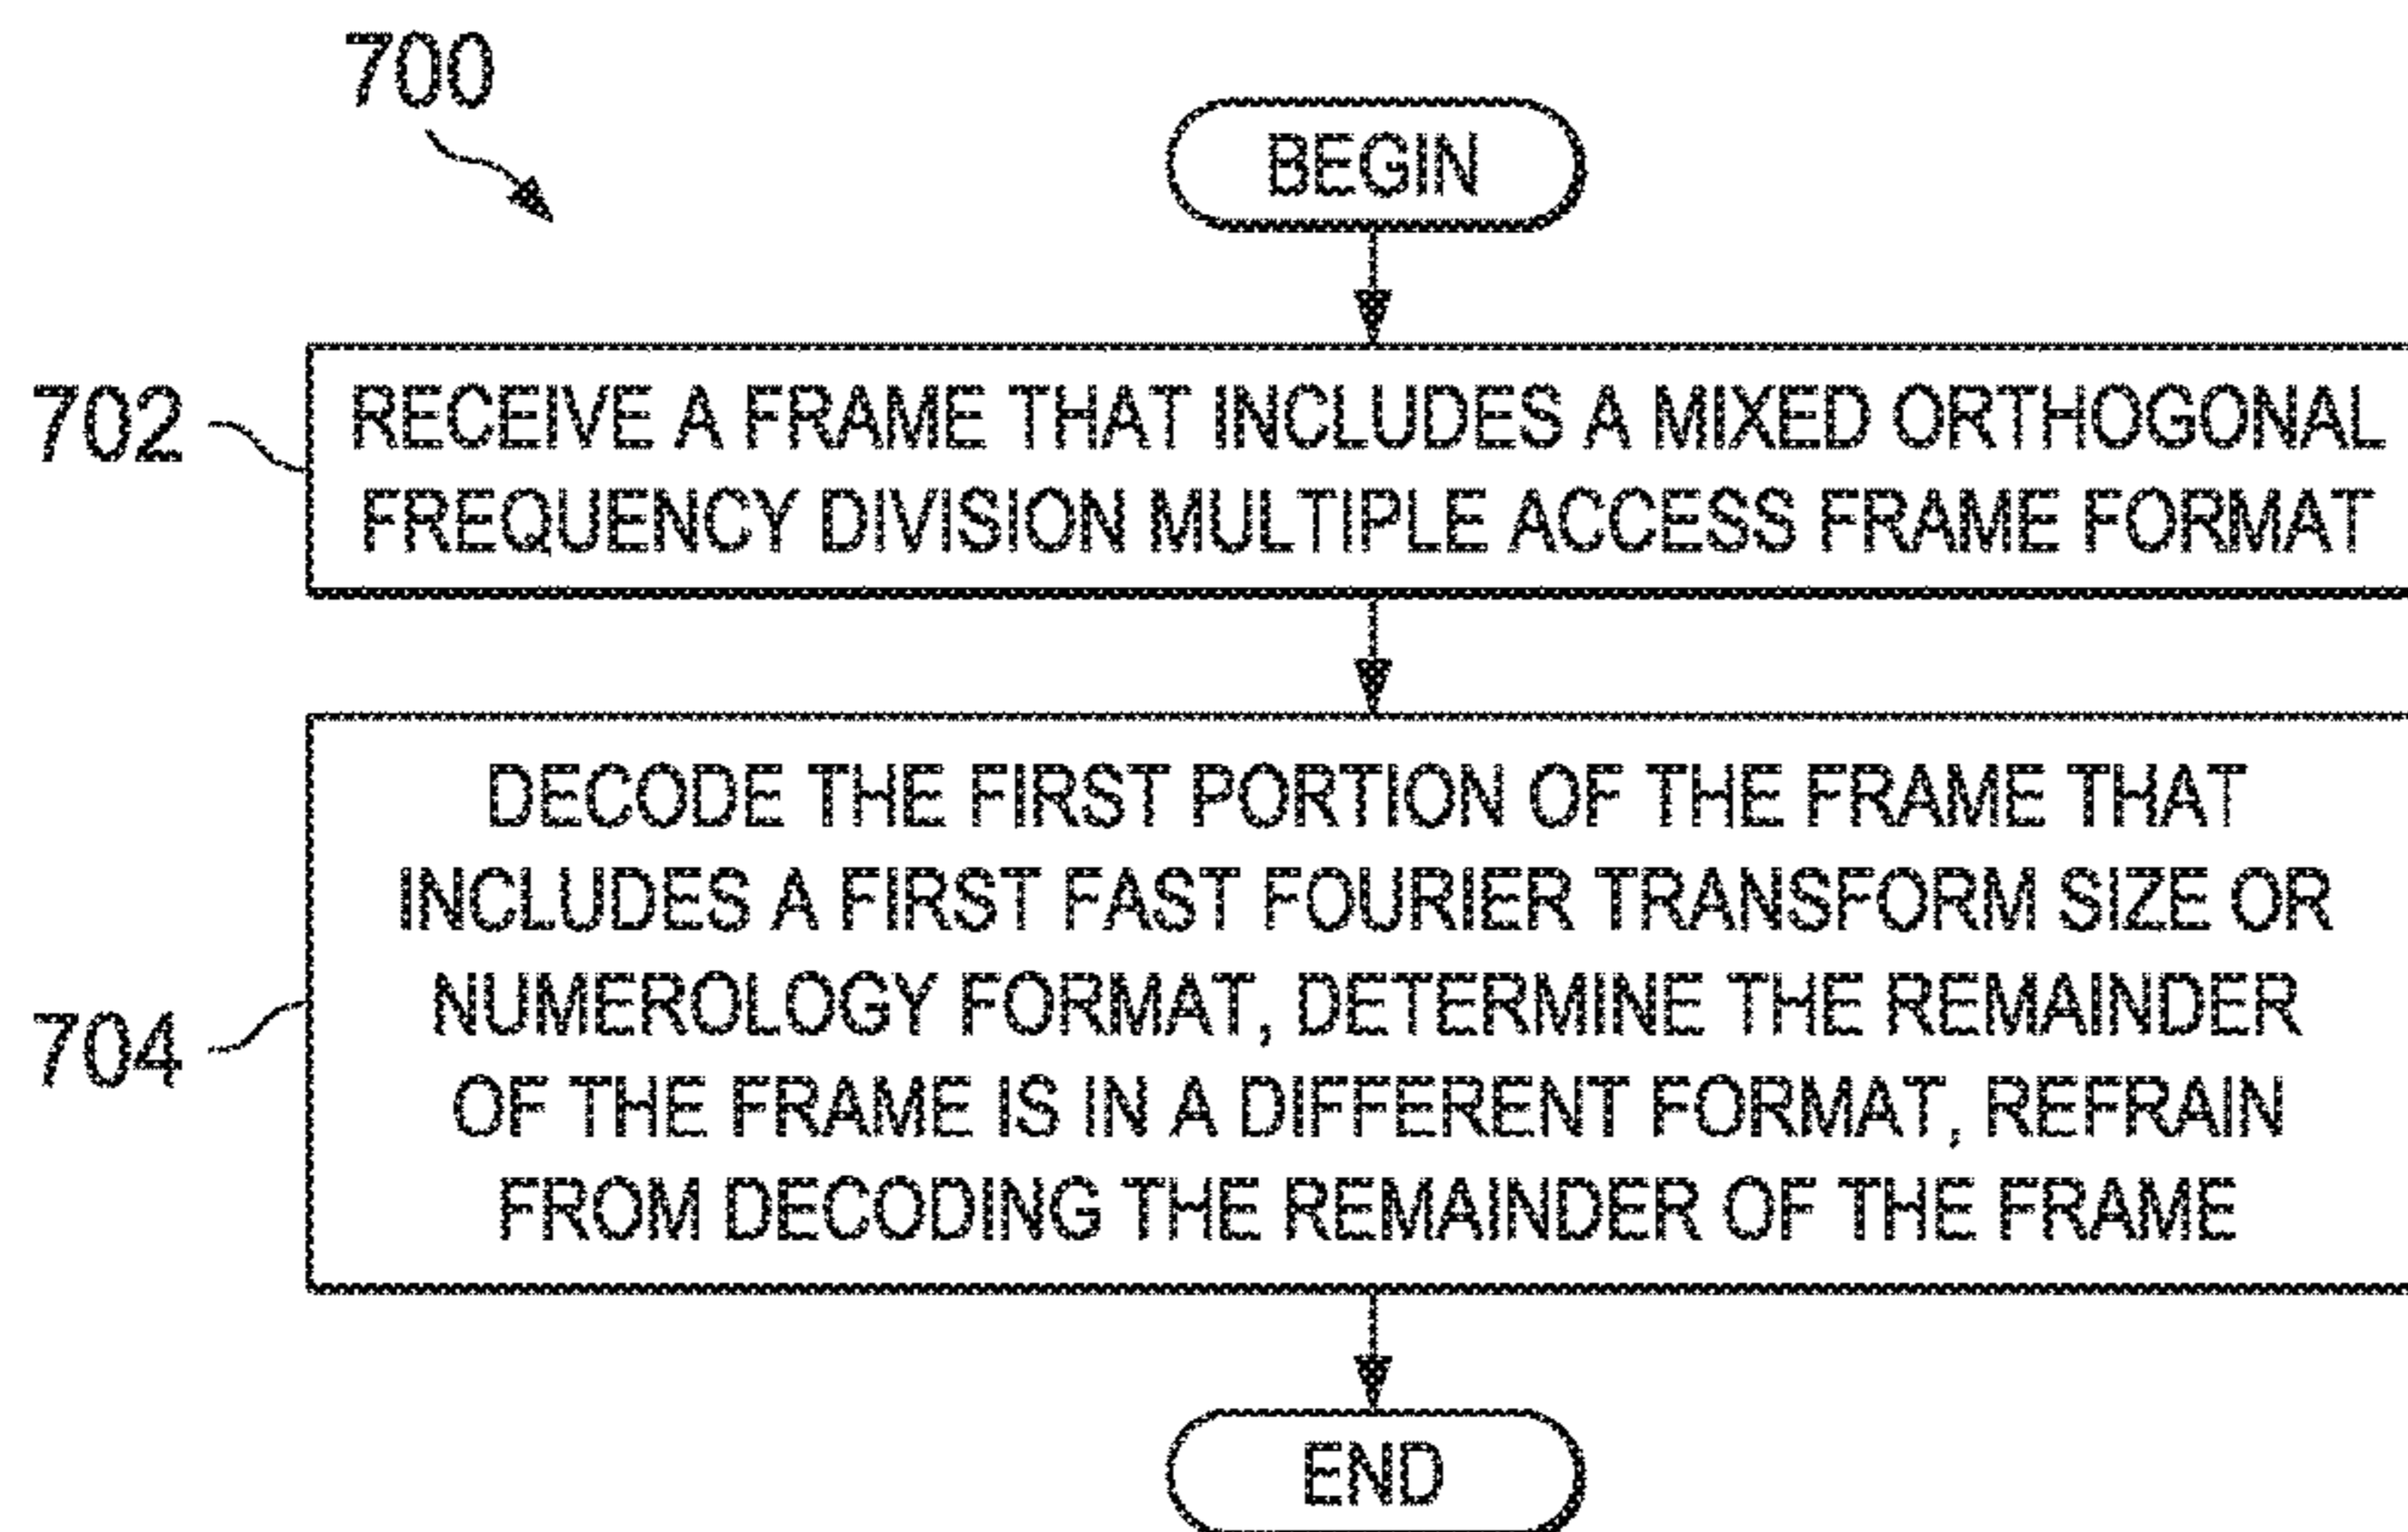 700
BEGIN
702
RECEIVE A FRAME THAT INCLUDES A MIXED ORTHOGONAL
FREQUENCY DIVISION MULTIPLE ACCESS FRAME FORMAT
704
DECODE THE FIRST PORTION OF THE FRAME THAT
INCLUDES A FIRST FAST FOURIER TRANSFORM SIZE OR
NUMEROLOGY FORMAT, DETERMINE THE REMAINDER
OF THE FRAME IS IN A DIFFERENT FORMAT, REFRAIN
FROM DECODING THE REMAINDER OF THE FRAME
END